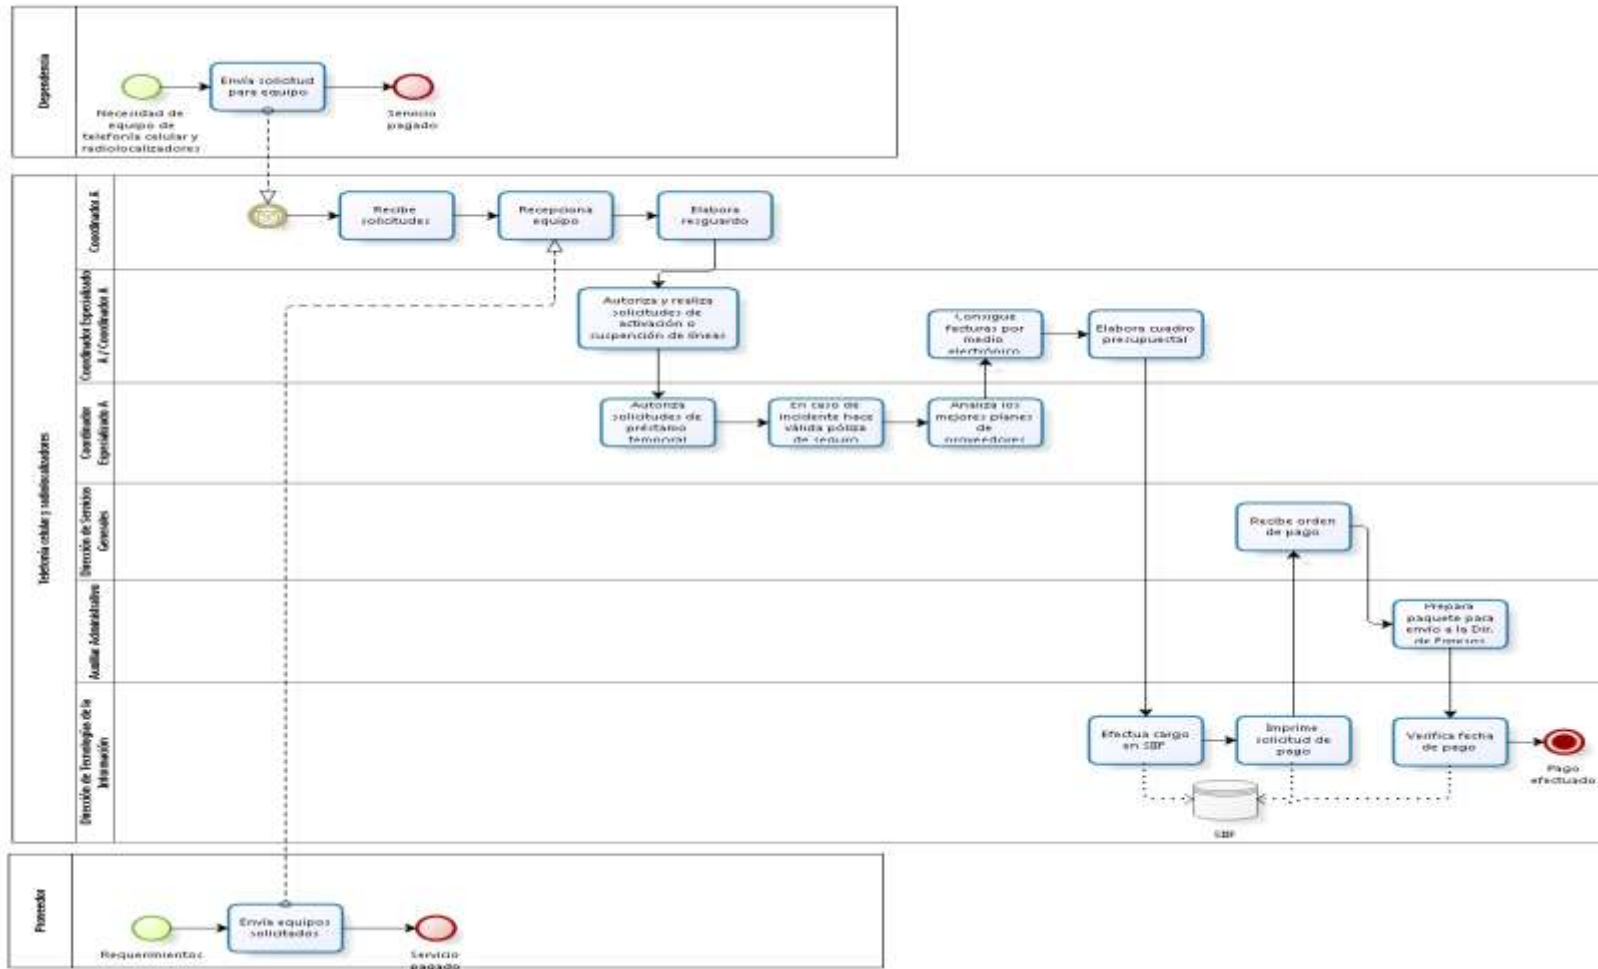 Dependencia
Envía solicitud
para equipo
Necesidad de
equipo de
telefonía celular y
radiolocalizadores
Servicio
pagado
Telefonía celular y radiolocalizadores
Coordinador A
Recibe
solicitudes
Recepciona
equipo
Elabora
resguardo
Coordinador Especializado
A / Coordinador A
Autoriza y realiza
solicitudes de
activación o
suspención de líneas
Consigue
facturas por
medio
electrónico
Elabora cuadro
presupuestal
Coordinador
Especializado A
Autoriza
solicitudes de
préstamo
temporal
En caso de
incidente hace
válida póliza
de seguro
Analiza los
mejores planes
de
proveedores
Dirección de Servicios
Generales
Recibe orden
de pago
Auxiliar Administrativo
Prepara
paquete para
envío a la Dir.
de Egresos
Dirección de Tecnologías de la
Información
Efectua cargo
en SIIF
Imprime
solicitud de
pago
Verifica fecha
de pago
Pago
efectuado
SIIF
Proveedor
Envía equipos
solicitados
Requerimientos
Servicio
pagado